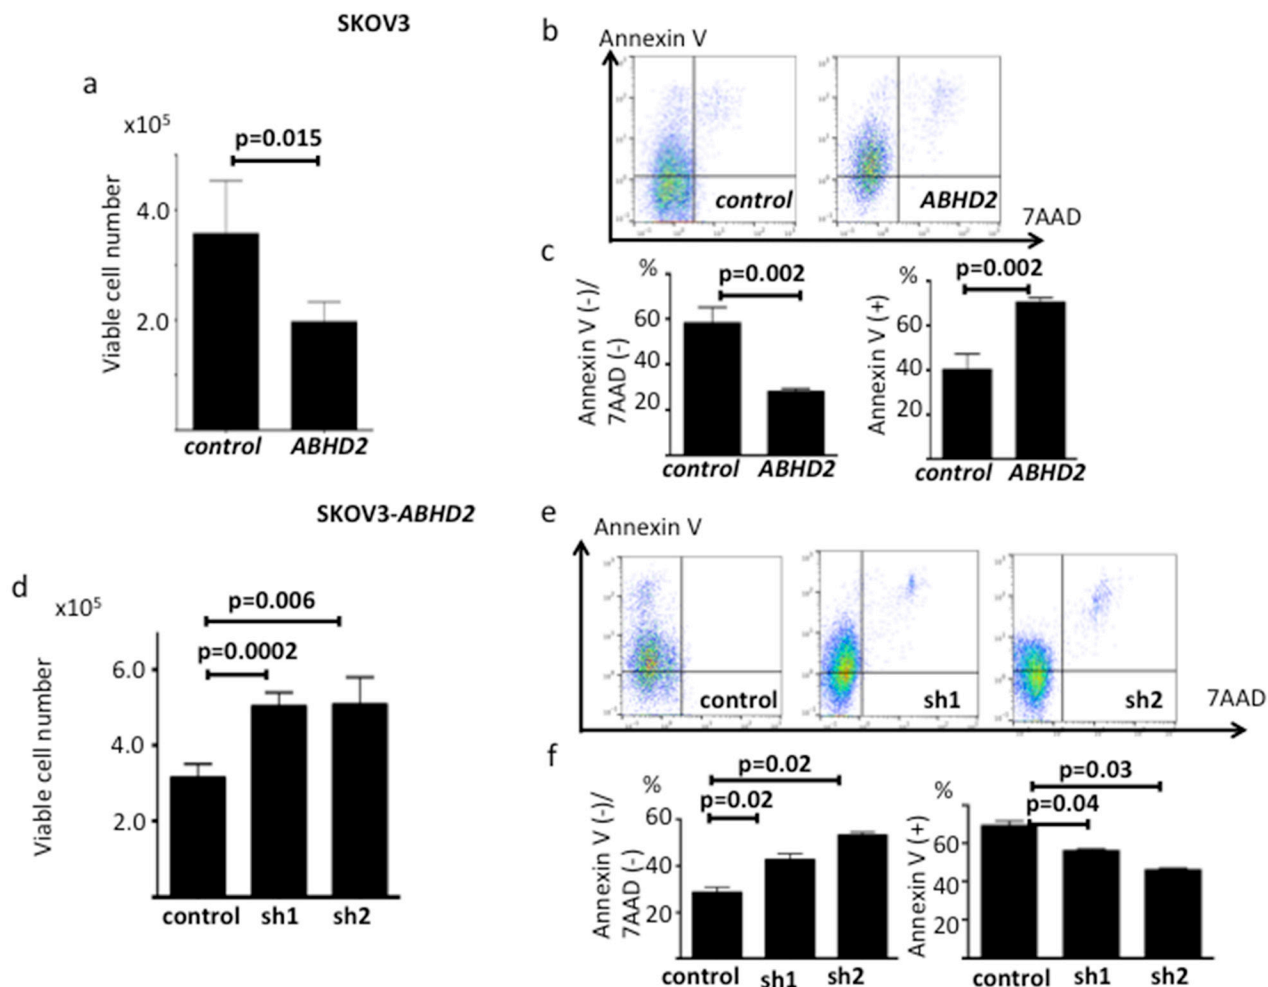 SKOV3
a
x10⁵
p=0.015
Viable cell number
4.0
2.0
control ABHD2
b
Annexin V
control
ABHD2
7AAD
c
%
p=0.002
Annexin V (-)/
7AAD (-)
60
40
20
control ABHD2
%
p=0.002
Annexin V (+)
60
40
20
control ABHD2
SKOV3-ABHD2
d
x10⁵
p=0.006
p=0.0002
Viable cell number
6.0
4.0
2.0
control sh1 sh2
e
Annexin V
control
sh1
sh2
7AAD
f
%
p=0.02
p=0.02
Annexin V (-)/
7AAD (-)
60
40
20
control sh1 sh2
%
p=0.03
p=0.04
Annexin V (+)
60
40
20
control sh1 sh2